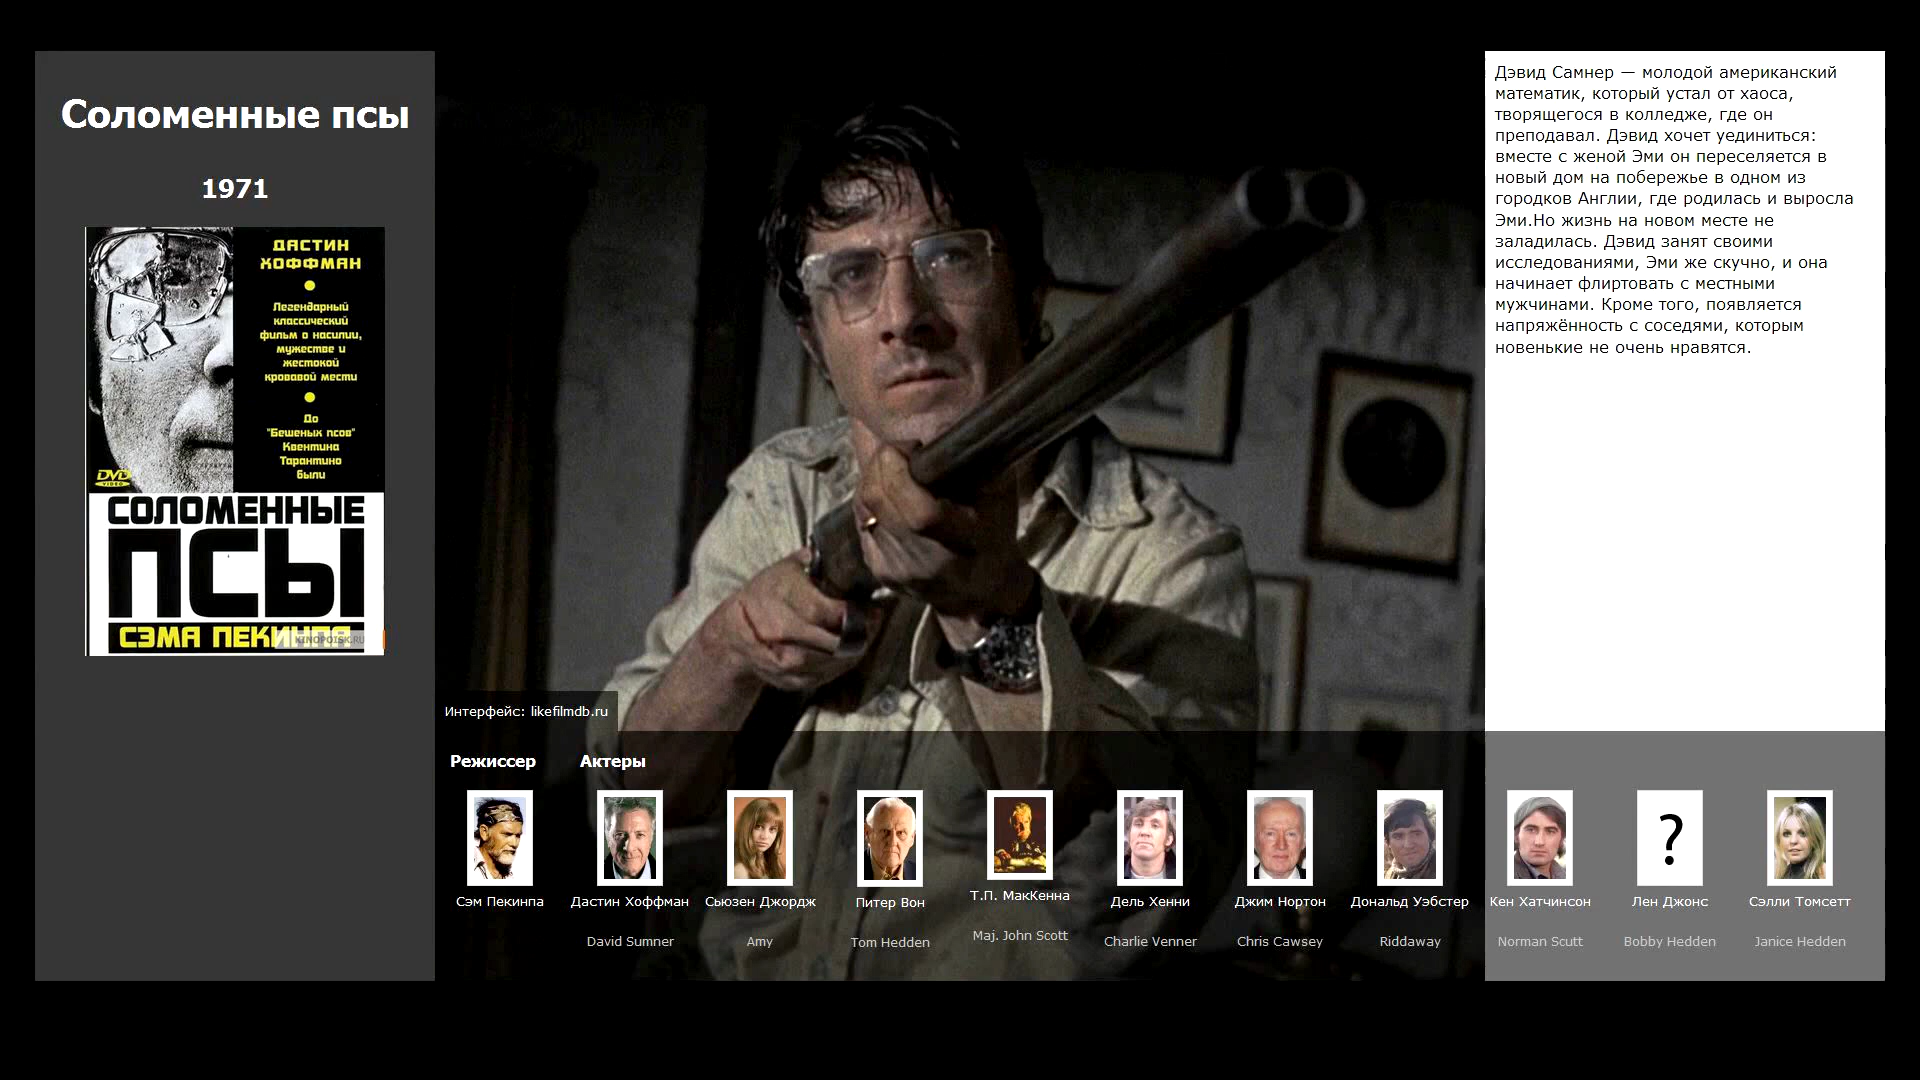 Соломенные псы
1971
ДАСТИН
ХОФФМАН
Легендарный
классический
фильм о насилии,
мужестве и
жестокой
кровавой мести
До
"Бешеных псов"
Квентина
Тарантино
были
DVD
VIDEO
СОЛОМЕННЫЕ
ПСЫ
СЭМА ПЕКИНПА
KINOPOISK.RU
Дэвид Самнер — молодой американский
математик, который устал от хаоса,
творящегося в колледже, где он
преподавал. Дэвид хочет уединиться:
вместе с женой Эми он переселяется в
новый дом на побережье в одном из
городков Англии, где родилась и выросла
Эми.Но жизнь на новом месте не
заладилась. Дэвид занят своими
исследованиями, Эми же скучно, и она
начинает флиртовать с местными
мужчинами. Кроме того, появляется
напряжённость с соседями, которым
новенькие не очень нравятся.
Интерфейс: likefilmdb.ru
Режиссер
Актеры
?
Сэм Пекинпа
Дастин Хоффман
Сьюзен Джордж
Питер Вон
Т.П. МакКенна
Дель Хенни
Джим Нортон
Дональд Уэбстер
Кен Хатчинсон
Лен Джонс
Сэлли Томсетт
David Sumner
Amy
Tom Hedden
Maj. John Scott
Charlie Venner
Chris Cawsey
Riddaway
Norman Scutt
Bobby Hedden
Janice Hedden